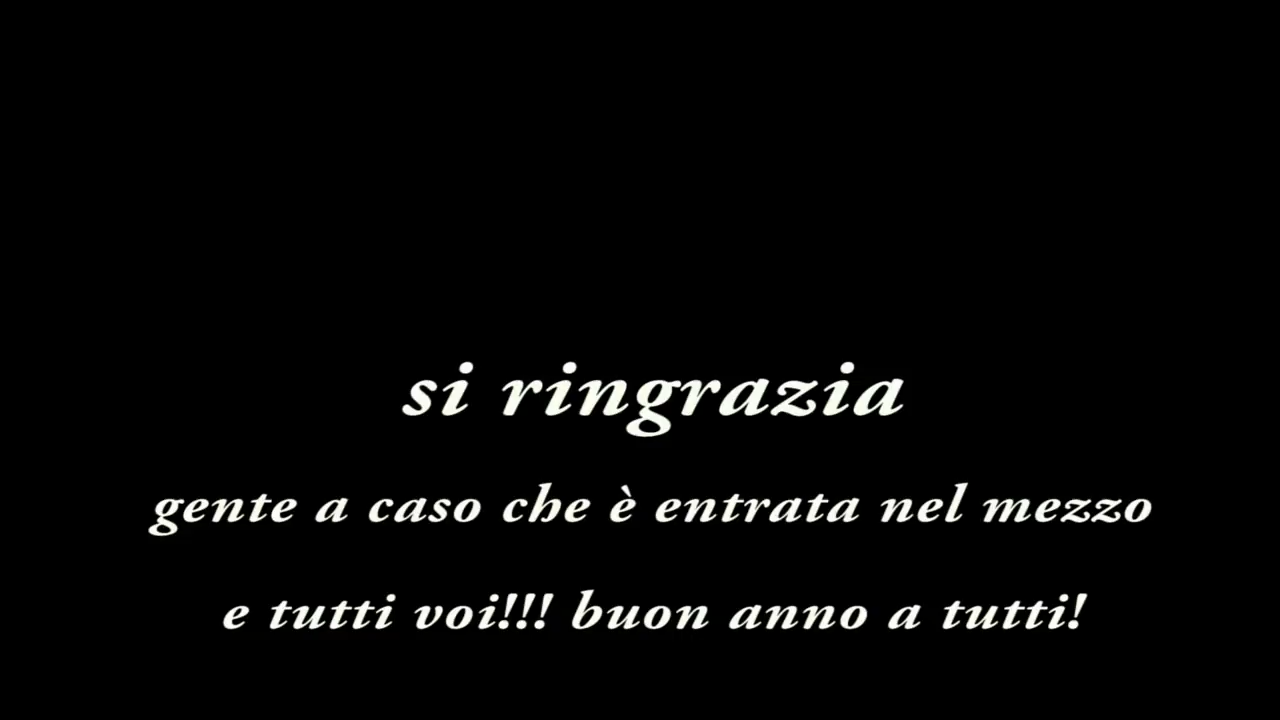 si ringrazia
gente a caso che è entrata nel mezzo
e tutti voi!!! buon anno a tutti!